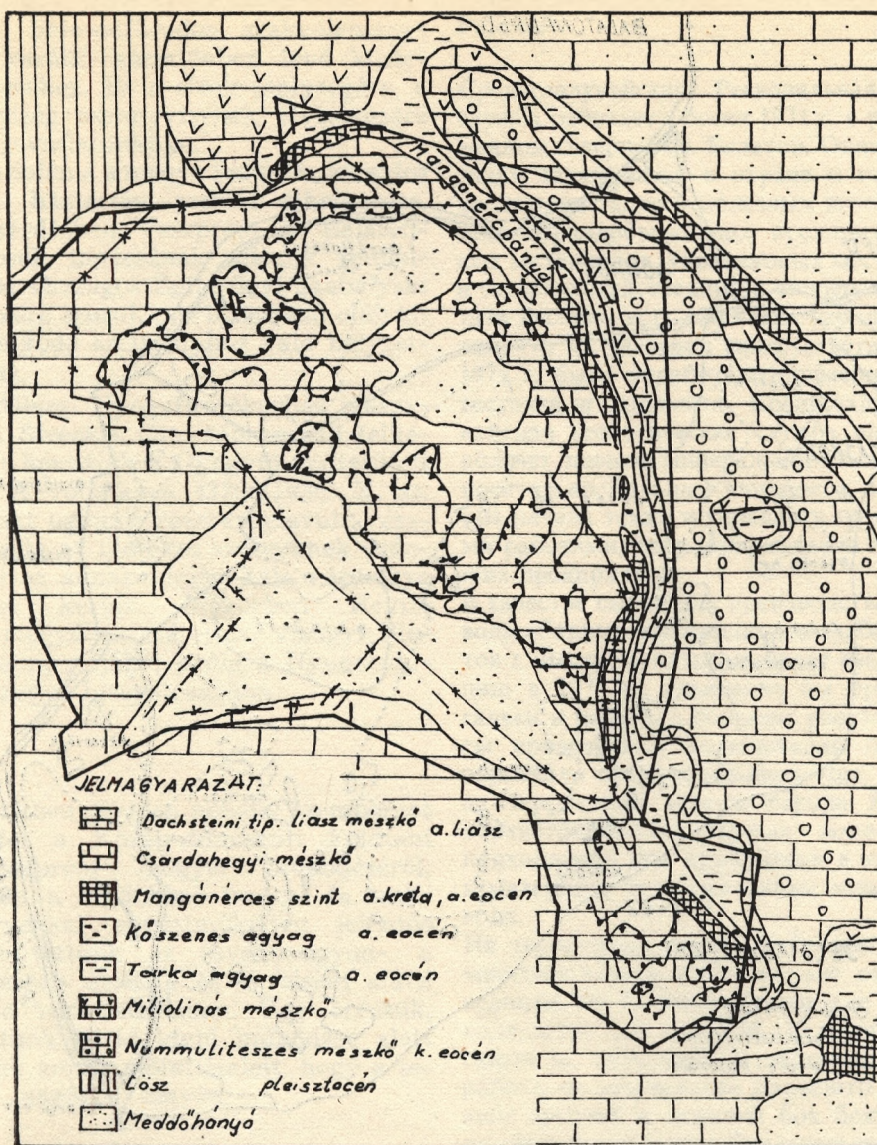 BALATONFÜRED
Mangánércbánya
JELMAGYARÁZAT:
Dachsteini tip. liász mészkő a.liász
Csárdahegyi mészkő
Mangánérces szint a.kréta, a.eocén
Kőszenes agyag a. eocén
Tarka agyag a. eocén
Miliolinás mészkő
Nummuliteszes mészkő k. eocén
Lösz pleisztocén
Meddőhányó